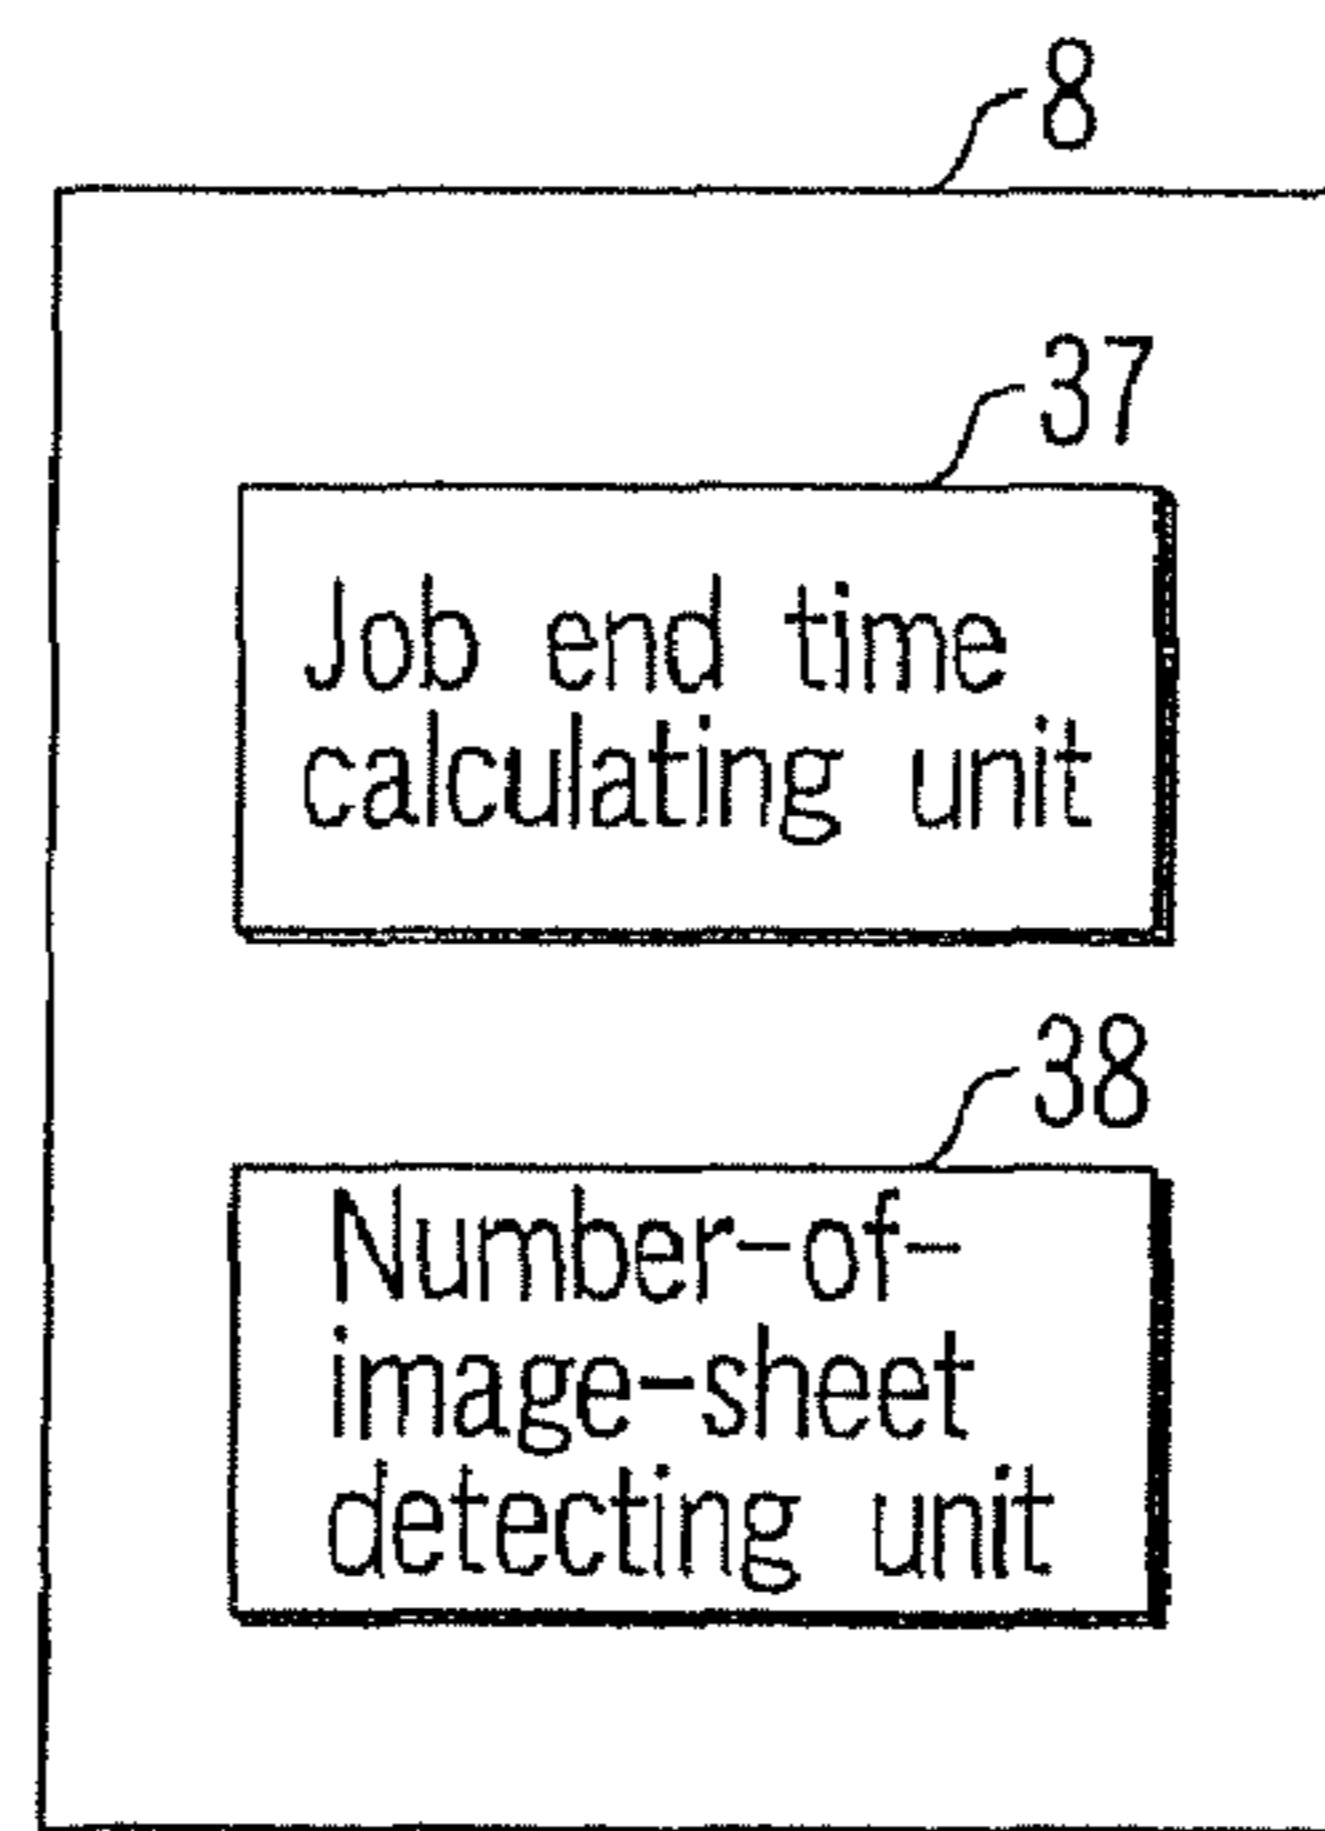 8
37
Job end time
calculating unit
38
Number-of-
image-sheet
detecting unit